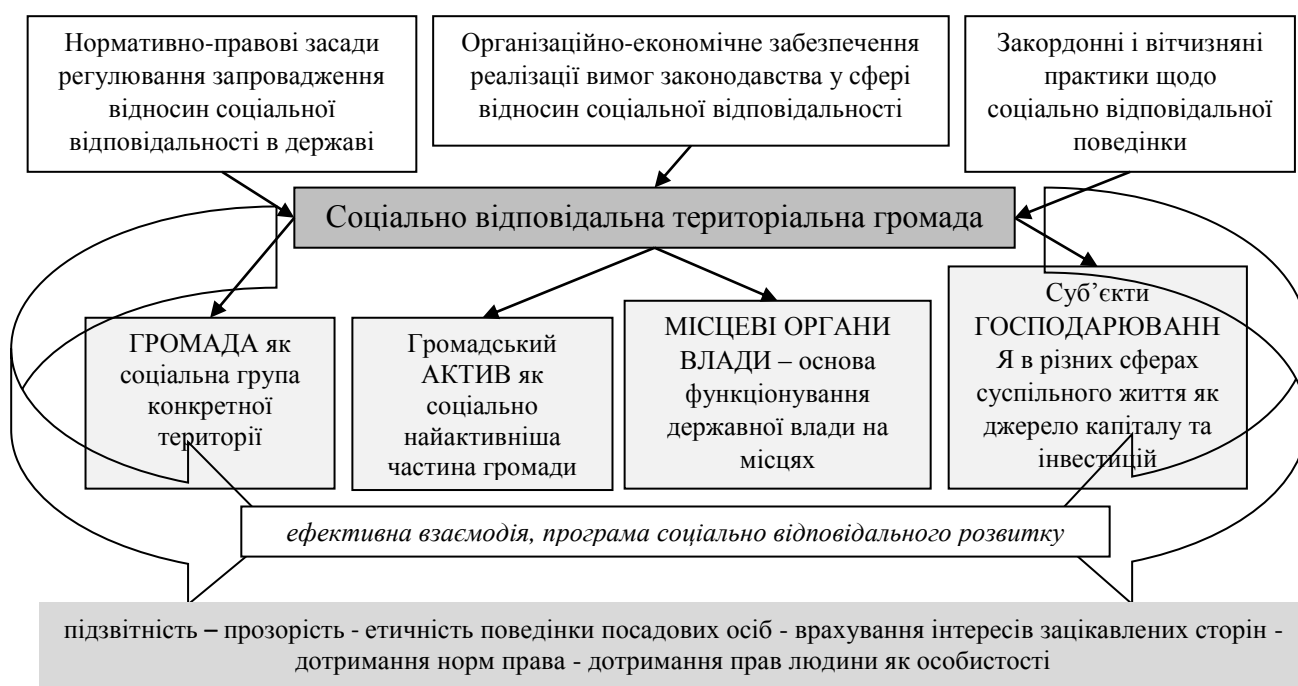 Нормативно-правові засади
регулювання запровадження
відносин соціальної
відповідальності в державі
Організаційно-економічне забезпечення
реалізації вимог законодавства у сфері
відносин соціальної відповідальності
Закордонні і вітчизняні
практики щодо
соціально відповідальної
поведінки
Соціально відповідальна територіальна громада
ГРОМАДА як
соціальна група
конкретної
території
Громадський
АКТИВ як
соціально
найактивніша
частина громади
МІСЦЕВІ ОРГАНИ
ВЛАДИ – основа
функціонування
державної влади на
місцях
Суб’єкти
ГОСПОДАРЮВАНН
Я в різних сферах
суспільного життя як
джерело капіталу та
інвестицій
ефективна взаємодія, програма соціально відповідального розвитку
підзвітність – прозорість - етичність поведінки посадових осіб - врахування інтересів зацікавлених сторін -
дотримання норм права - дотримання прав людини як особистості